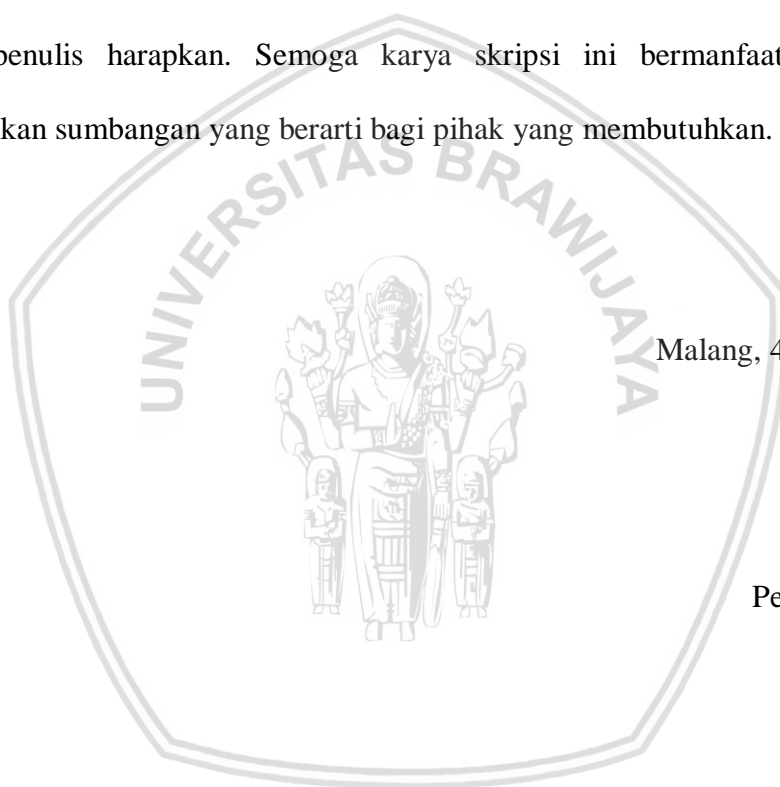 penulis harapkan. Semoga karya skripsi ini bermanfaat
kan sumbangan yang berarti bagi pihak yang membutuhkan.
UNIVERSITAS BRAWIJAYA
Malang, 4
Pe